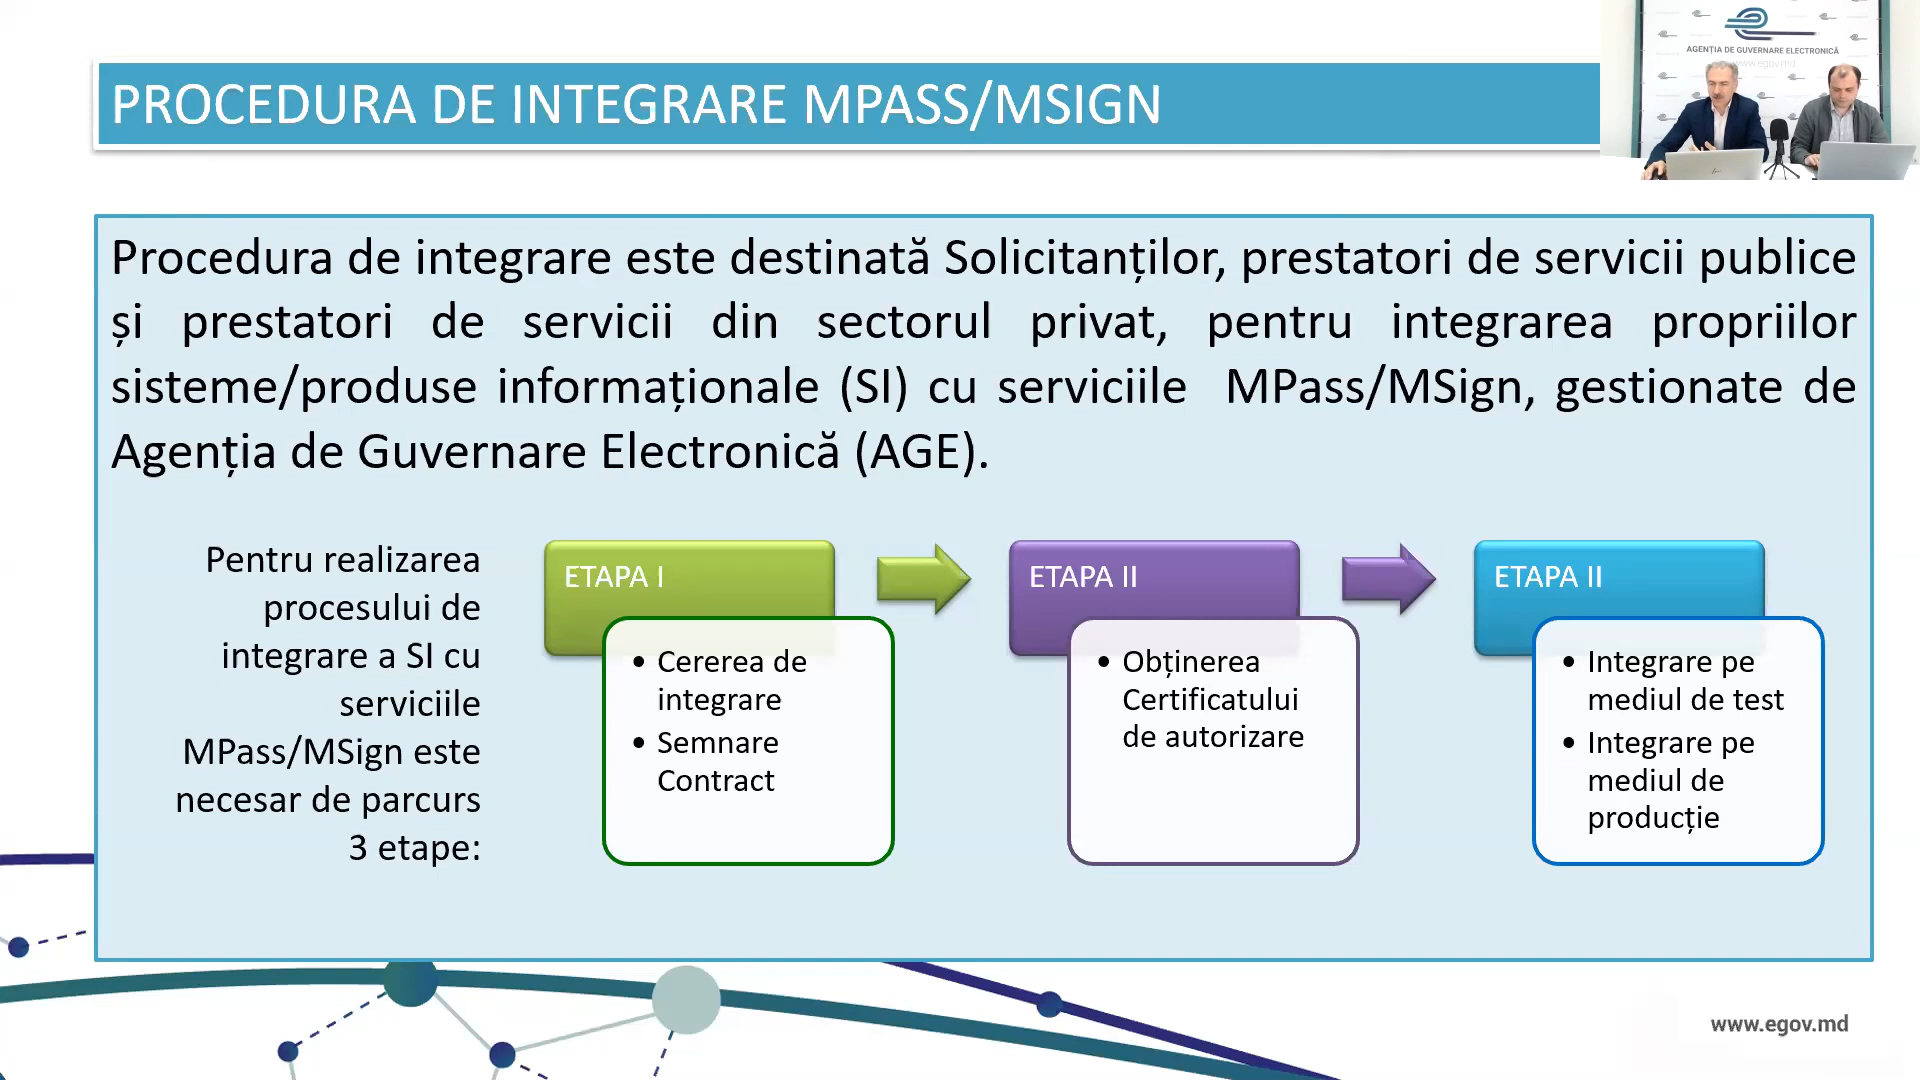 PROCEDURA DE INTEGRARE MPASS/MSIGN
AGENȚIA DE GUVERNARE ELECTRONICĂ
www.egov.md
Procedura de integrare este destinată Solicitanților, prestatori de servicii publice
și prestatori de servicii din sectorul privat, pentru integrarea propriilor
sisteme/produse informaționale (SI) cu serviciile MPass/MSign, gestionate de
Agenția de Guvernare Electronică (AGE).
Pentru realizarea
procesului de
integrare a SI cu
serviciile
MPass/MSign este
necesar de parcurs
3 etape:
ETAPA I
• Cererea de
integrare
• Semnare
Contract
ETAPA II
• Obținerea
Certificatului
de autorizare
ETAPA II
• Integrare pe
mediul de test
• Integrare pe
mediul de
producție
www.egov.md